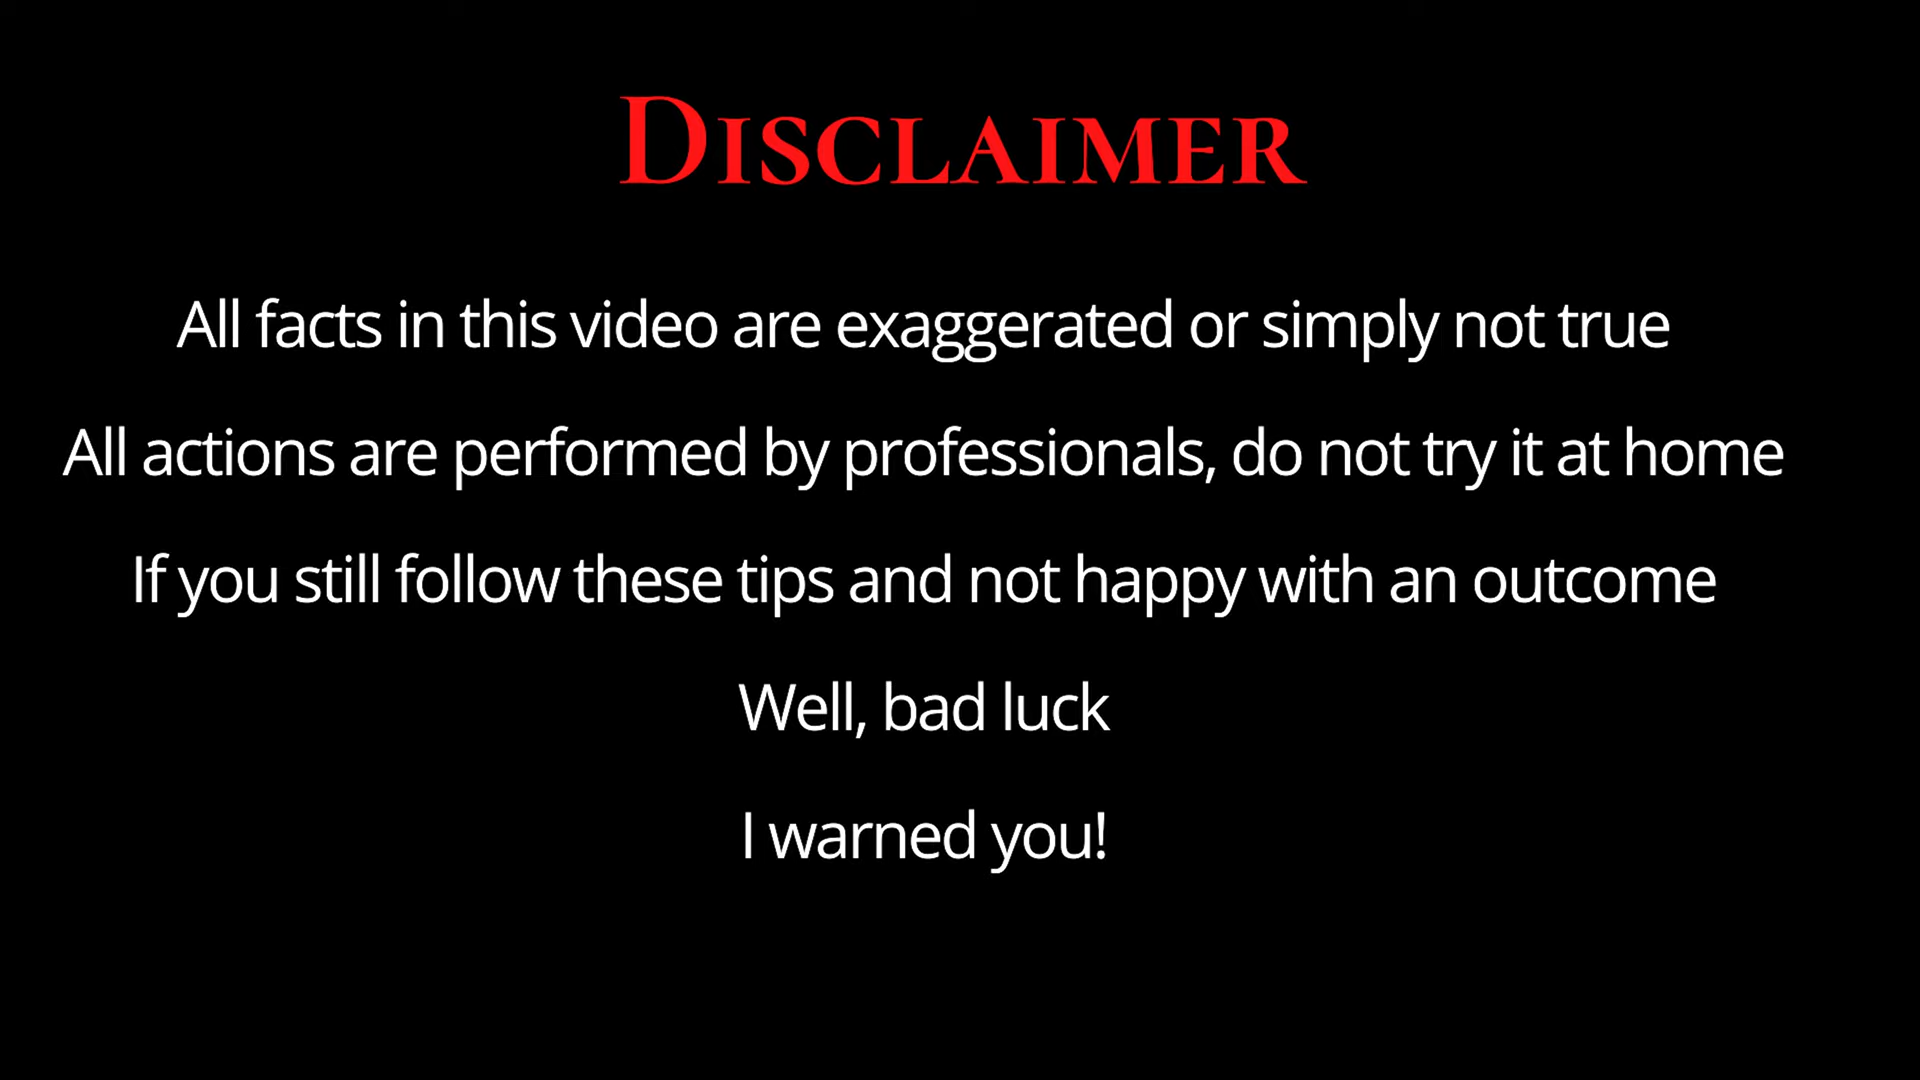 Disclaimer
All facts in this video are exaggerated or simply not true
All actions are performed by professionals, do not try it at home
If you still follow these tips and not happy with an outcome
Well, bad luck
I warned you!